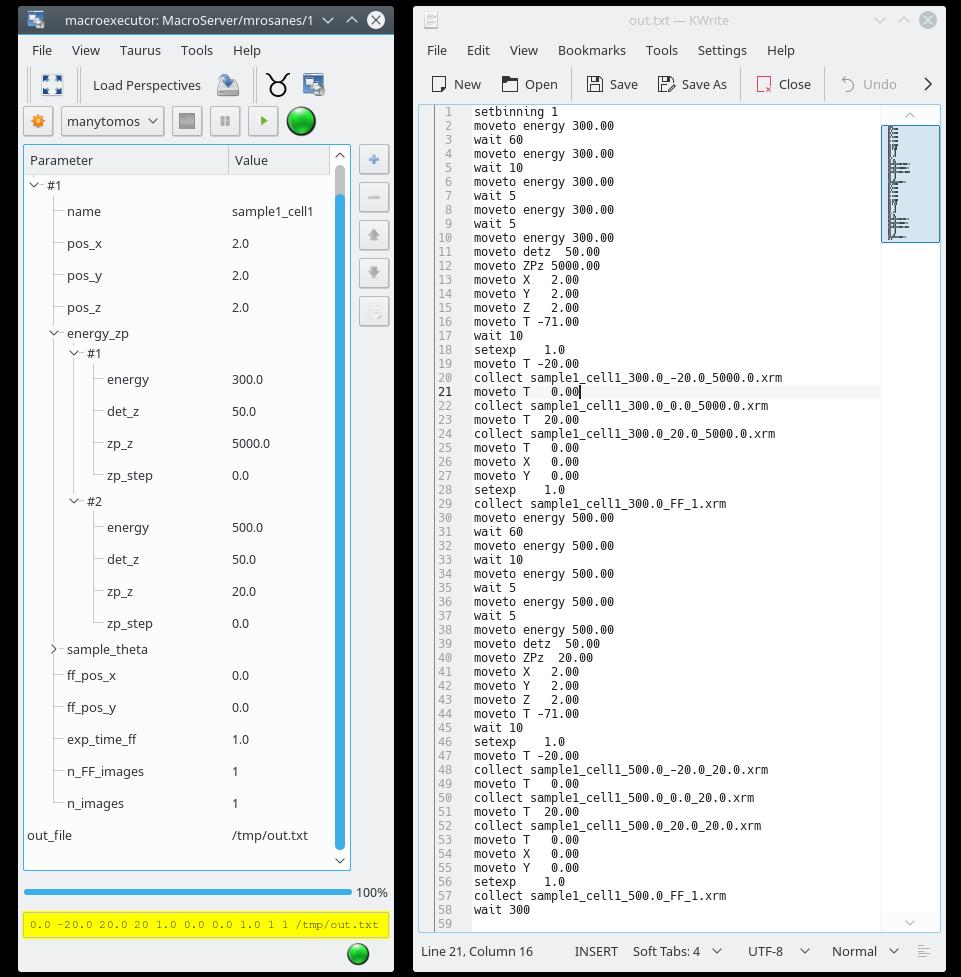 macroexecutor: MacroServer/mrosanes/1
File Edit View Taurus Tools Help
Load Perspectives
manytomos
Parameter Value
#1
name sample1_cell1
pos_x 2.0
pos_y 2.0
pos_z 2.0
energy_zp
#1
energy 300.0
det_z 50.0
zp_z 5000.0
zp_step 0.0
#2
energy 500.0
det_z 50.0
zp_z 20.0
zp_step 0.0
sample_theta
ff_pos_x 0.0
ff_pos_y 0.0
exp_time_ff 1.0
n_FF_images 1
n_images 1
out_file /tmp/out.txt
100%
0.0 -20.0 20.0 20 1.0 0.0 0.0 1.0 1 1 /tmp/out.txt
out.txt — KWrite
File Edit View Bookmarks Tools Settings Help
New Open Save Save As Close Undo
1 setbinning 1
2 moveto energy 300.00
3 wait 60
4 moveto energy 300.00
5 wait 10
6 moveto energy 300.00
7 wait 5
8 moveto energy 300.00
9 wait 5
10 moveto energy 300.00
11 moveto detz  50.00
12 moveto ZPz 5000.00
13 moveto X   2.00
14 moveto Y   2.00
15 moveto Z   2.00
16 moveto T -71.00
17 wait 10
18 setexp    1.0
19 moveto T -20.00
20 collect sample1_cell1_300.0_-20.0_5000.0.xrm
21 moveto T   0.00
22 collect sample1_cell1_300.0_0.0_5000.0.xrm
23 moveto T  20.00
24 collect sample1_cell1_300.0_20.0_5000.0.xrm
25 moveto T   0.00
26 moveto X   0.00
27 moveto Y   0.00
28 setexp    1.0
29 collect sample1_cell1_300.0_FF_1.xrm
30 moveto energy 500.00
31 wait 60
32 moveto energy 500.00
33 wait 10
34 moveto energy 500.00
35 wait 5
36 moveto energy 500.00
37 wait 5
38 moveto energy 500.00
39 moveto detz  50.00
40 moveto ZPz  20.00
41 moveto X   2.00
42 moveto Y   2.00
43 moveto Z   2.00
44 moveto T -71.00
45 wait 10
46 setexp    1.0
47 moveto T -20.00
48 collect sample1_cell1_500.0_-20.0_20.0.xrm
49 moveto T   0.00
50 collect sample1_cell1_500.0_0.0_20.0.xrm
51 moveto T  20.00
52 collect sample1_cell1_500.0_20.0_20.0.xrm
53 moveto T   0.00
54 moveto X   0.00
55 moveto Y   0.00
56 setexp    1.0
57 collect sample1_cell1_500.0_FF_1.xrm
58 wait 300
59
Line 21, Column 16 INSERT Soft Tabs: 4 UTF-8 Normal